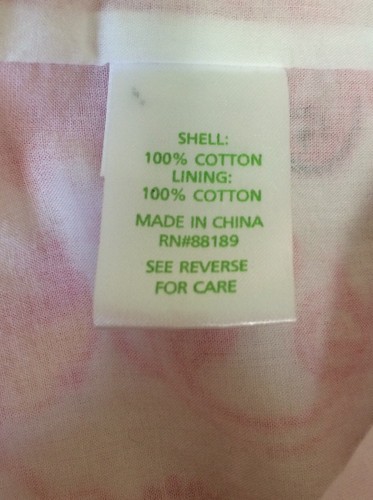 SHELL:
100% COTTON
LINING:
100% COTTON
MADE IN CHINA
RN#88189
SEE REVERSE
FOR CARE